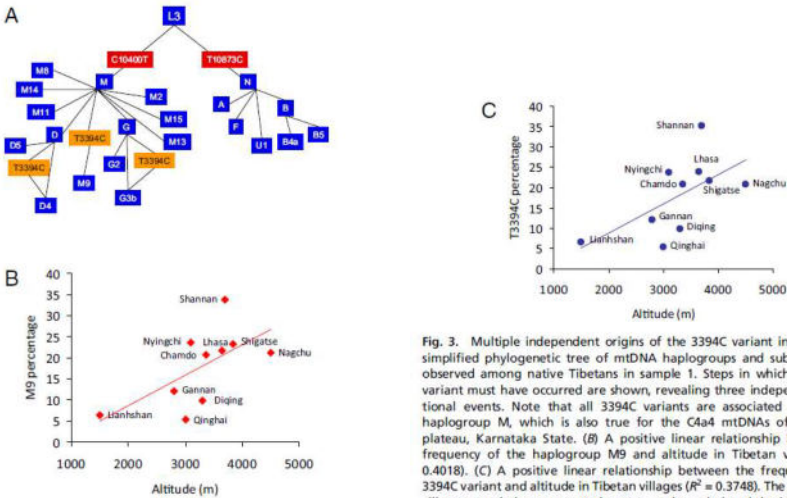 A
L3
C10400T
T10873C
M8
M
N
M14
M2
A
B
M11
M15
D
G
F
B5
D5
T3394C
M13
U1
B4a
T3394C
G2
T3394C
M9
D4
G3b
B
M9 percentage
40
35
30
25
20
15
10
5
0
Shannan
Nyingchi
Lhasa
Shigatse
Chamdo
Nagchu
Gannan
Diqing
Lianhshan
Qinghai
1000
2000
3000
4000
5000
Altitude (m)
C
T3394C percentage
40
35
30
25
20
15
10
5
0
Shannan
Lhasa
Nyingchi
Chamdo
Nagchu
Shigatse
Gannan
Diqing
Lianhshan
Qinghai
1000
2000
3000
4000
5000
Altitude (m)
Fig. 3. Multiple independent origins of the 3394C variant in
simplified phylogenetic tree of mtDNA haplogroups and sub
observed among native Tibetans in sample 1. Steps in which
variant must have occurred are shown, revealing three indepe
tional events. Note that all 3394C variants are associated
haplogroup M, which is also true for the C4a4 mtDNAs of
plateau, Karnataka State. (B) A positive linear relationship
frequency of the haplogroup M9 and altitude in Tibetan v
0.4018). (C) A positive linear relationship between the freque
3394C variant and altitude in Tibetan villages (R² = 0.3748). The